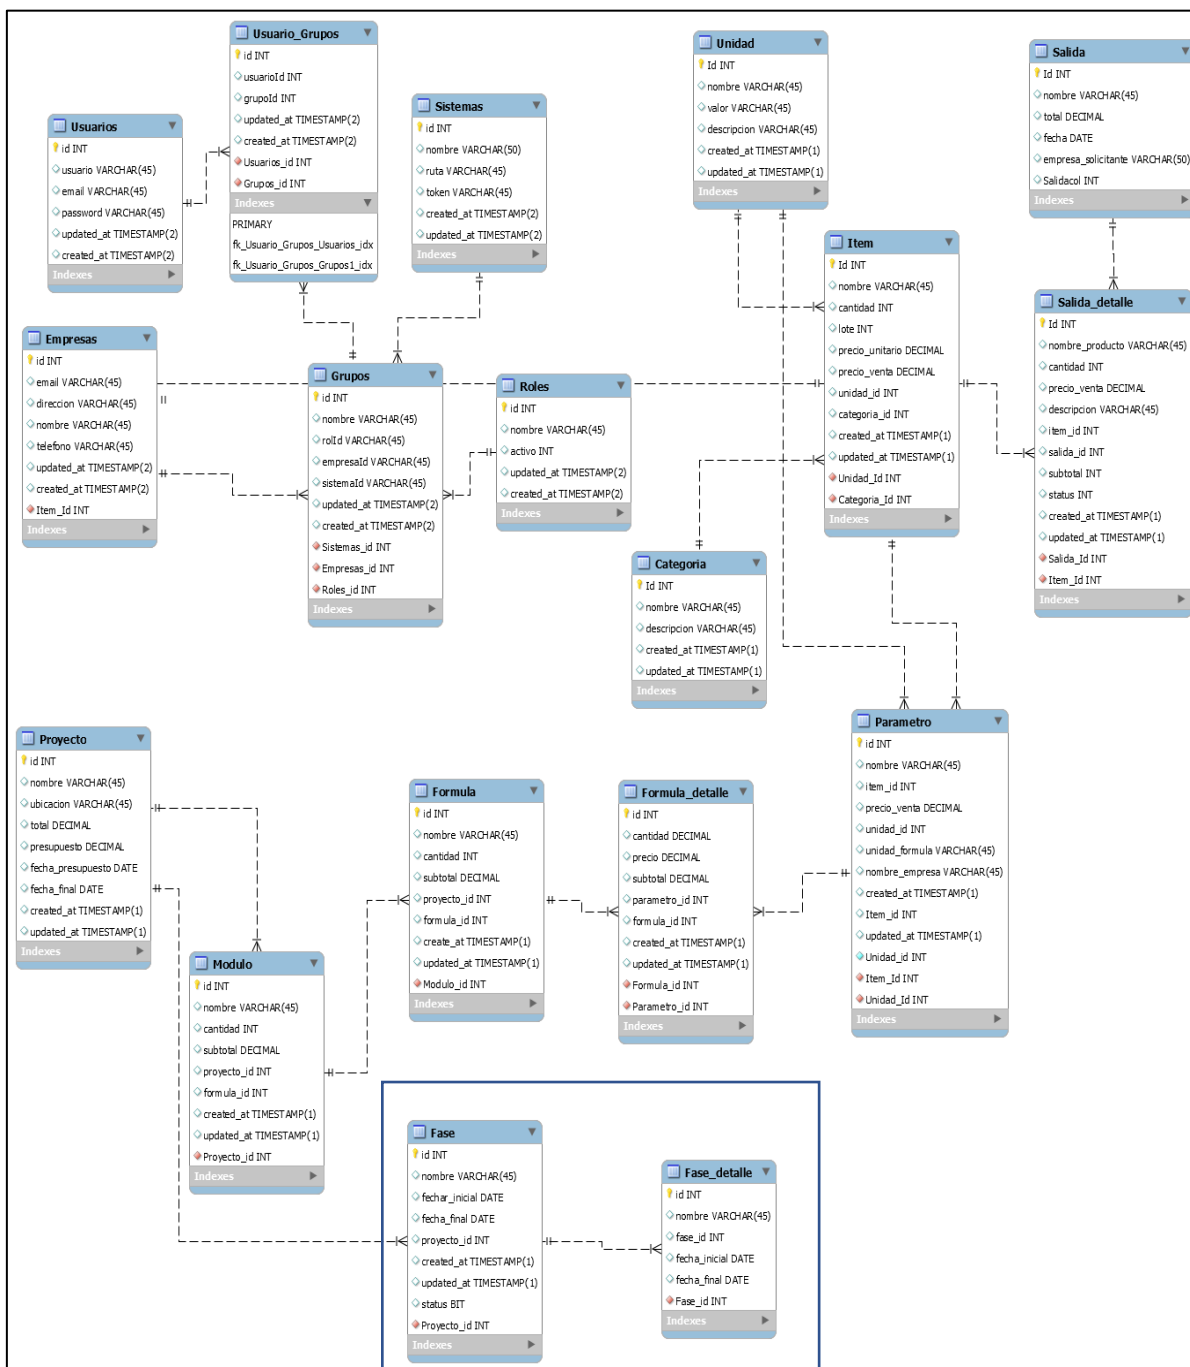 Usuario_Grupos
id INT
usuarioId INT
grupoId INT
updated_at TIMESTAMP(2)
created_at TIMESTAMP(2)
Usuarios_id INT
Grupos_id INT
Indexes
PRIMARY
fk_Usuario_Grupos_Usuarios_idx
fk_Usuario_Grupos_Grupos1_idx
Unidad
Id INT
nombre VARCHAR(45)
valor VARCHAR(45)
descripcion VARCHAR(45)
created_at TIMESTAMP(1)
updated_at TIMESTAMP(1)
Indexes
Salida
Id INT
nombre VARCHAR(45)
total DECIMAL
fecha DATE
empresa_solicitante VARCHAR(50)
Salidacol INT
Indexes
Usuarios
id INT
usuario VARCHAR(45)
email VARCHAR(45)
password VARCHAR(45)
updated_at TIMESTAMP(2)
created_at TIMESTAMP(2)
Indexes
Sistemas
id INT
nombre VARCHAR(50)
ruta VARCHAR(45)
token VARCHAR(45)
created_at TIMESTAMP(2)
updated_at TIMESTAMP(2)
Indexes
Item
Id INT
nombre VARCHAR(45)
cantidad INT
lote INT
precio_unitario DECIMAL
precio_venta DECIMAL
unidad_id INT
categoria_id INT
created_at TIMESTAMP(1)
updated_at TIMESTAMP(1)
Unidad_Id INT
Categoria_Id INT
Indexes
Salida_detalle
Id INT
nombre_producto VARCHAR(45)
cantidad INT
precio_venta DECIMAL
descripcion VARCHAR(45)
item_id INT
salida_id INT
subtotal INT
status INT
created_at TIMESTAMP(1)
updated_at TIMESTAMP(1)
Salida_Id INT
Item_Id INT
Indexes
Empresas
id INT
email VARCHAR(45)
direccion VARCHAR(45)
nombre VARCHAR(45)
telefono VARCHAR(45)
updated_at TIMESTAMP(2)
created_at TIMESTAMP(2)
Item_Id INT
Indexes
Grupos
id INT
nombre VARCHAR(45)
rolId VARCHAR(45)
empresaId VARCHAR(45)
sistemaId VARCHAR(45)
updated_at TIMESTAMP(2)
created_at TIMESTAMP(2)
Sistemas_id INT
Empresas_id INT
Roles_id INT
Indexes
Roles
id INT
nombre VARCHAR(45)
activo INT
updated_at TIMESTAMP(2)
created_at TIMESTAMP(2)
Indexes
Categoria
Id INT
nombre VARCHAR(45)
descripcion VARCHAR(45)
created_at TIMESTAMP(1)
updated_at TIMESTAMP(1)
Indexes
Proyecto
id INT
nombre VARCHAR(45)
ubicacion VARCHAR(45)
total DECIMAL
presupuesto DECIMAL
fecha_presupuesto DATE
fecha_final DATE
created_at TIMESTAMP(1)
updated_at TIMESTAMP(1)
Indexes
Formula
id INT
nombre VARCHAR(45)
cantidad INT
subtotal DECIMAL
proyecto_id INT
formula_id INT
create_at TIMESTAMP(1)
updated_at TIMESTAMP(1)
Modulo_id INT
Indexes
Formula_detalle
id INT
cantidad DECIMAL
precio DECIMAL
subtotal DECIMAL
parametro_id INT
formula_id INT
created_at TIMESTAMP(1)
updated_at TIMESTAMP(1)
Formula_id INT
Parametro_id INT
Indexes
Parametro
id INT
nombre VARCHAR(45)
item_id INT
precio_venta DECIMAL
unidad_id INT
unidad_formula VARCHAR(45)
nombre_empresa VARCHAR(45)
created_at TIMESTAMP(1)
Item_id INT
updated_at TIMESTAMP(1)
Unidad_id INT
Item_Id INT
Unidad_Id INT
Indexes
Modulo
id INT
nombre VARCHAR(45)
cantidad INT
subtotal DECIMAL
proyecto_id INT
formula_id INT
created_at TIMESTAMP(1)
updated_at TIMESTAMP(1)
Proyecto_id INT
Indexes
Fase
id INT
nombre VARCHAR(45)
fechar_inicial DATE
fecha_final DATE
proyecto_id INT
created_at TIMESTAMP(1)
updated_at TIMESTAMP(1)
status BIT
Proyecto_id INT
Indexes
Fase_detalle
id INT
nombre VARCHAR(45)
fase_id INT
fecha_inicial DATE
fecha_final DATE
Fase_id INT
Indexes